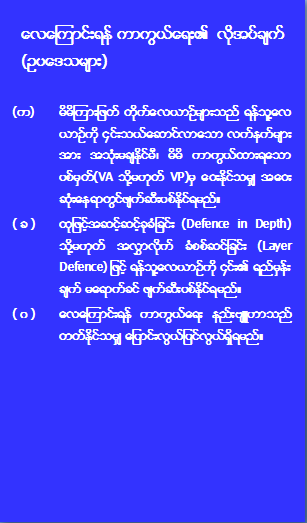 လေကြောင်းရန် ကာကွယ်ရေး၏ လိုအပ်ချက်
(ဥပဒေသများ)
(က) မိမိကြားဖြတ် တိုက်လေယာဉ်များသည် ရန်သူ့လေ
ယာဉ်ကို ၄င်းသယ်ဆောင်လာသော လက်နက်များ
အား အသုံးမချနိုင်မီ၊ မိမိ ကာကွယ်ထားရသော
ပစ်မှတ်(VA သို့မဟုတ် VP)မှ ဝေးနိုင်သမျှ အဝေး
ဆုံးနေရာတွင်ဖျက်ဆီးပစ်နိုင်ရမည်။
(ခ) ထုဖြင့်အဆင့်ဆင့်ခုခံခြင်း (Defence in Depth)
သို့မဟုတ် အလွှာလိုက် ခံစစ်ဆင်ခြင်း (Layer
Defence) ဖြင့် ရန်သူ့လေယာဉ်ကို ၄င်း၏ ရည်မှန်း
ချက် မရောက်ခင် ဖျက်ဆီးပစ်နိုင်ရမည်။
(ဂ) လေကြောင်းရန် ကာကွယ်ရေး နည်းဗျူဟာသည်
တတ်နိုင်သမျှ ပြောင်းလွယ်ပြင်လွယ်ရှိရမည်။